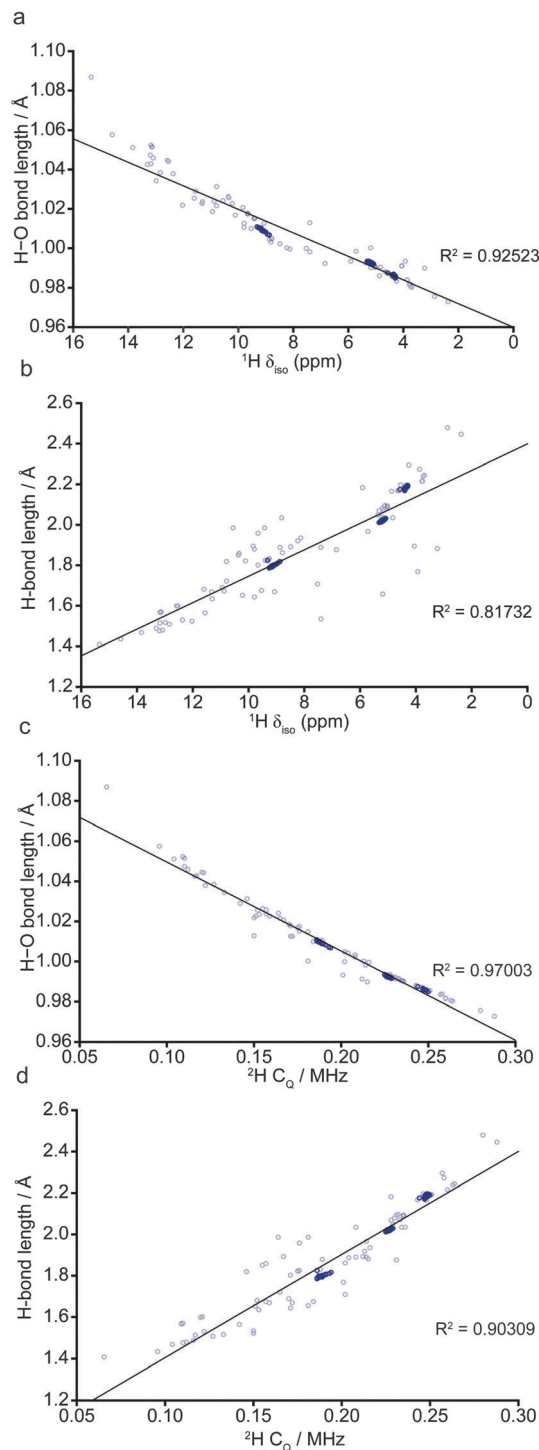 a
1.10
1.08
1.06
1.04
1.02
1.00
0.98
0.96
H–O bond length / Å
R² = 0.92523
16 14 12 10 8 6 4 2 0
¹H δiso (ppm)
b
2.6
2.4
2.2
2.0
1.8
1.6
1.4
1.2
H-bond length / Å
R² = 0.81732
16 14 12 10 8 6 4 2 0
¹H δiso (ppm)
c
1.10
1.08
1.06
1.04
1.02
1.00
0.98
0.96
H–O bond length / Å
R² = 0.97003
0.05 0.10 0.15 0.20 0.25 0.30
²H CQ / MHz
d
2.6
2.4
2.2
2.0
1.8
1.6
1.4
1.2
H-bond length / Å
R² = 0.90309
0.05 0.10 0.15 0.20 0.25 0.30
²H CQ / MHz